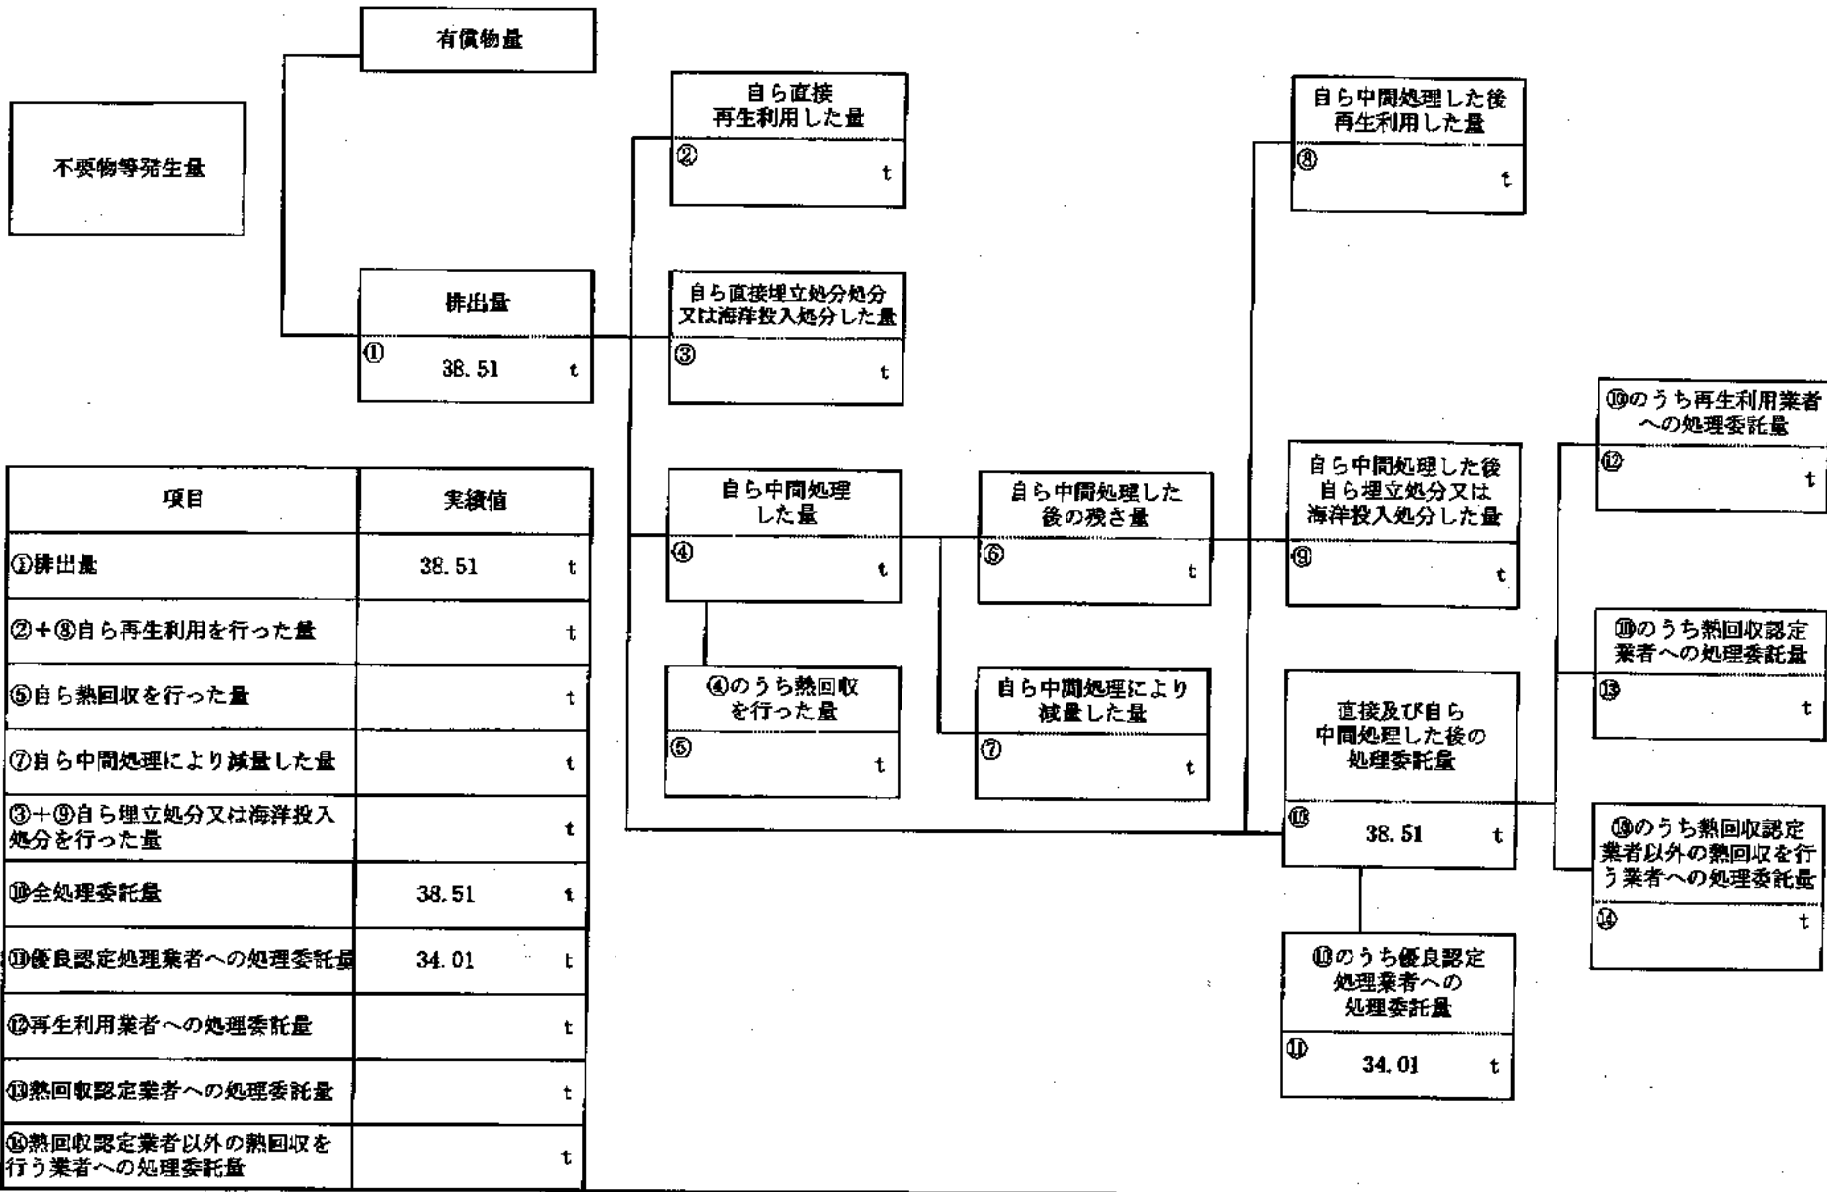 有償物量
不要物等発生量
排出量
①
38.51 t
自ら直接
再生利用した量
②
t
自ら直接埋立処分処分
又は海洋投入処分した量
③
t
自ら中間処理
した量
④
t
④のうち熱回収
を行った量
⑤
t
自ら中間処理した
後の残さ量
⑥
t
自ら中間処理により
減量した量
⑦
t
自ら中間処理した後
再生利用した量
⑧
t
自ら中間処理した後
自ら埋立処分又は
海洋投入処分した量
⑨
t
直接及び自ら
中間処理した後の
処理委託量
⑩
38.51 t
⑩のうち優良認定
処理業者への
処理委託量
⑪
34.01 t
⑩のうち再生利用業者
への処理委託量
⑫
t
⑩のうち熱回収認定
業者への処理委託量
⑬
t
⑩のうち熱回収認定
業者以外の熱回収を行
う業者への処理委託量
⑭
t
項目 実績値
①排出量 38.51 t
②+⑧自ら再生利用を行った量 t
⑤自ら熱回収を行った量 t
⑦自ら中間処理により減量した量 t
③+⑨自ら埋立処分又は海洋投入
処分を行った量 t
⑩全処理委託量 38.51 t
⑪優良認定処理業者への処理委託量 34.01 t
⑫再生利用業者への処理委託量 t
⑬熱回収認定業者への処理委託量 t
⑭熱回収認定業者以外の熱回収を
行う業者への処理委託量 t